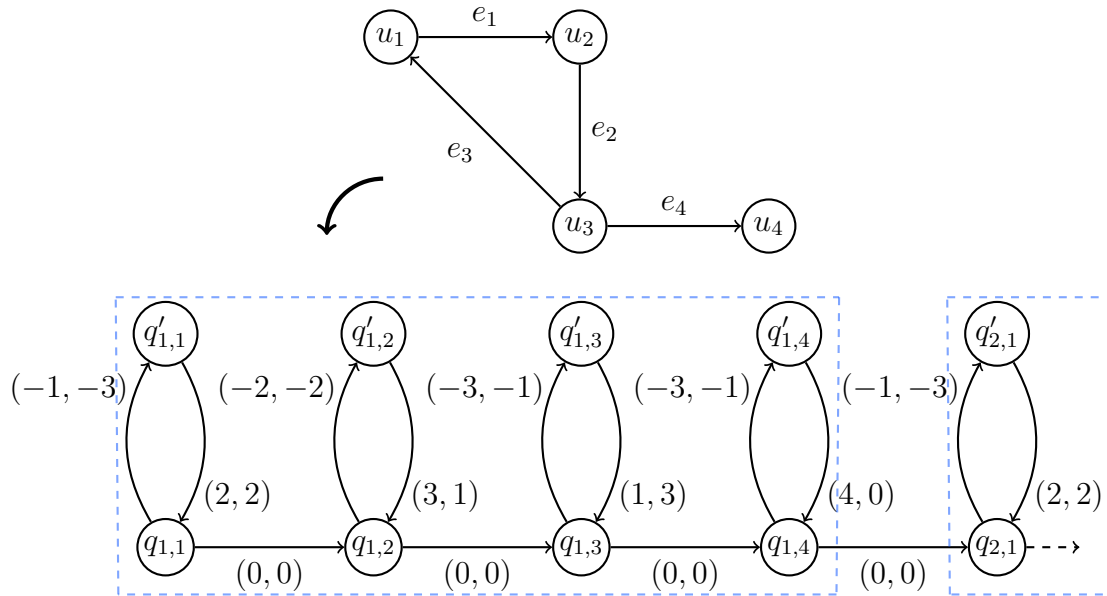 e₁
u₁ u₂
e₂
e₃
e₄
u₃ u₄
q′₁,₁ q′₁,₂ q′₁,₃ q′₁,₄ q′₂,₁
(−1, −3) (−2, −2) (−3, −1) (−3, −1) (−1, −3)
(2, 2) (3, 1) (1, 3) (4, 0) (2, 2)
q₁,₁ q₁,₂ q₁,₃ q₁,₄ q₂,₁
(0, 0) (0, 0) (0, 0) (0, 0)